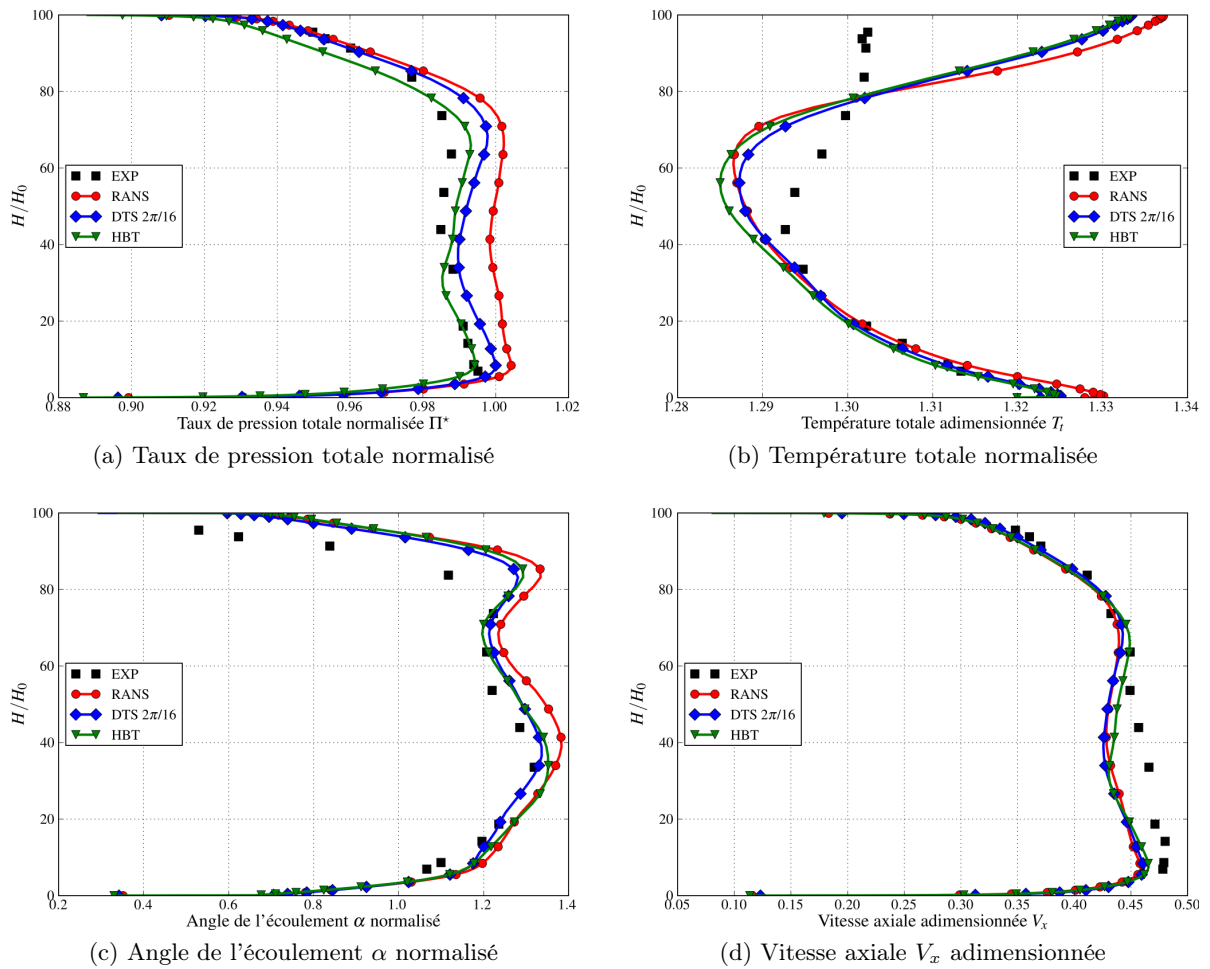 100
80
60
40
20
0
H/H₀
EXP
RANS
DTS 2π/16
HBT
0.88 0.90 0.92 0.94 0.96 0.98 1.00 1.02
Taux de pression totale normalisée Π⋆
(a) Taux de pression totale normalisé
100
80
60
40
20
0
H/H₀
EXP
RANS
DTS 2π/16
HBT
1.28 1.29 1.30 1.31 1.32 1.33 1.34
Température totale adimensionnée Tₜ
(b) Température totale normalisée
100
80
60
40
20
0
H/H₀
EXP
RANS
DTS 2π/16
HBT
0.2 0.4 0.6 0.8 1.0 1.2 1.4
Angle de l'écoulement α normalisé
(c) Angle de l'écoulement α normalisé
100
80
60
40
20
0
H/H₀
EXP
RANS
DTS 2π/16
HBT
0.05 0.10 0.15 0.20 0.25 0.30 0.35 0.40 0.45 0.50
Vitesse axiale adimensionnée Vₓ
(d) Vitesse axiale Vₓ adimensionnée